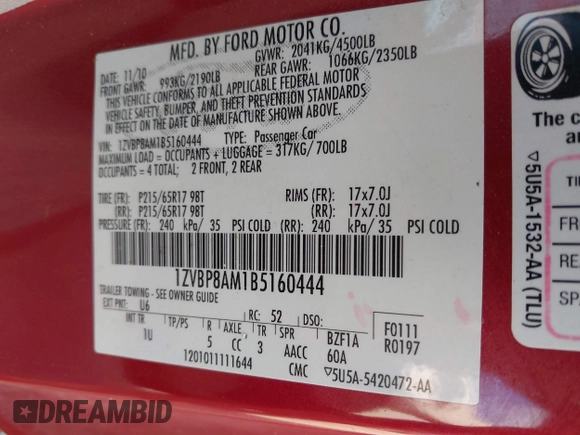 MFD. BY FORD MOTOR CO.
DATE: 11/10
GVWR: 2041KG/4500LB
FRONT GAWR: 993KG/2190LB
REAR GAWR: 1066KG/2350LB
THIS VEHICLE CONFORMS TO ALL APPLICABLE FEDERAL MOTOR
VEHICLE SAFETY, BUMPER, AND THEFT PREVENTION STANDARDS
IN EFFECT ON THE DATE OF MANUFACTURE SHOWN ABOVE.
VIN: 1ZVBP8AM1B5160444 TYPE: Passenger Car
MAXIMUM LOAD = OCCUPANTS + LUGGAGE = 317KG/700LB
OCCUPANTS = 4 TOTAL; 2 FRONT, 2 REAR
TIRE (FR): P215/65R17 98T RIMS (FR): 17x7.0J
(RR): P215/65R17 98T (RR): 17x7.0J
PRESSURE (FR): 240 kPa/ 35 PSI COLD (RR): 240 kPa/ 35 PSI COLD
1ZVBP8AM1B5160444
TRAILER TOWING - SEE OWNER GUIDE
EXT PNT: U6 RC: 52 DSO:
INT TR TP/PS R AXLE TR SPR BZF1A F0111
1U 5 CC 3 AACC 60A R0197
1201011111644 CMC ▽5U5A-5420472-AA
The c
▽5U5A-1532-AA (TLU)
TI
FR
RE
S
DREAMBID